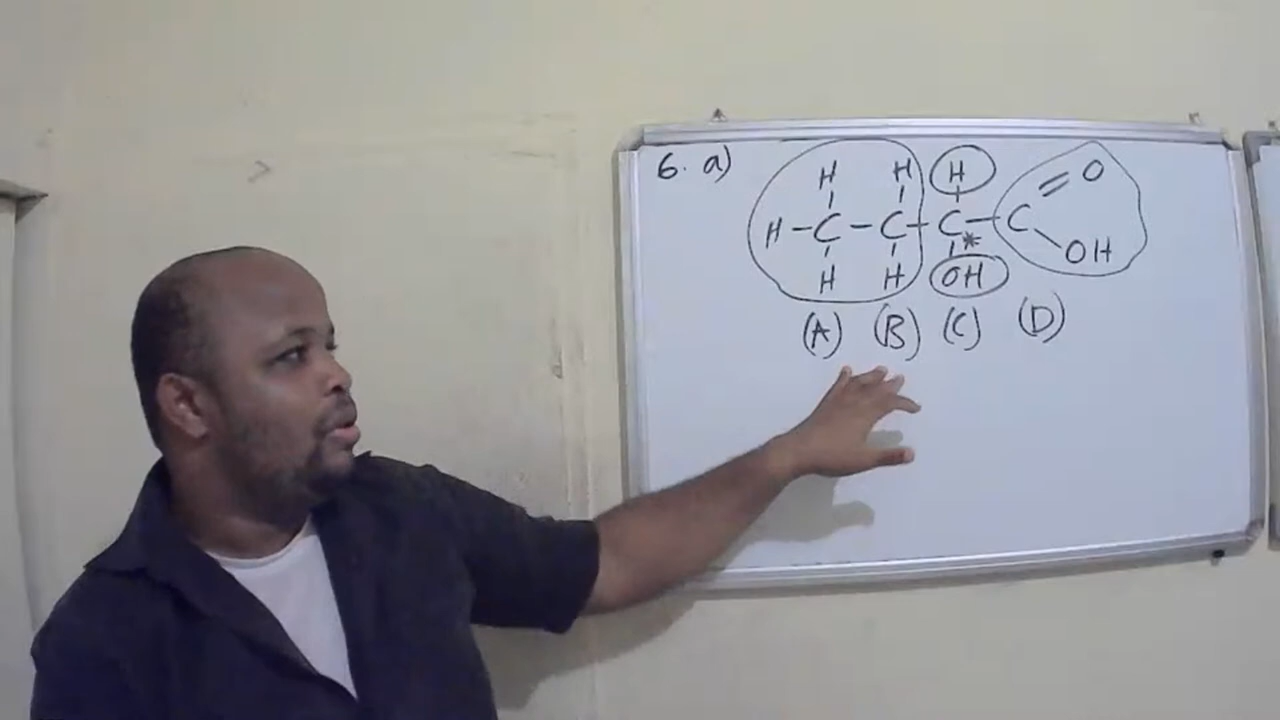 6. a)
H H H O
H - C - C - C - C =
H H OH * OH
(A) (B) (C) (D)